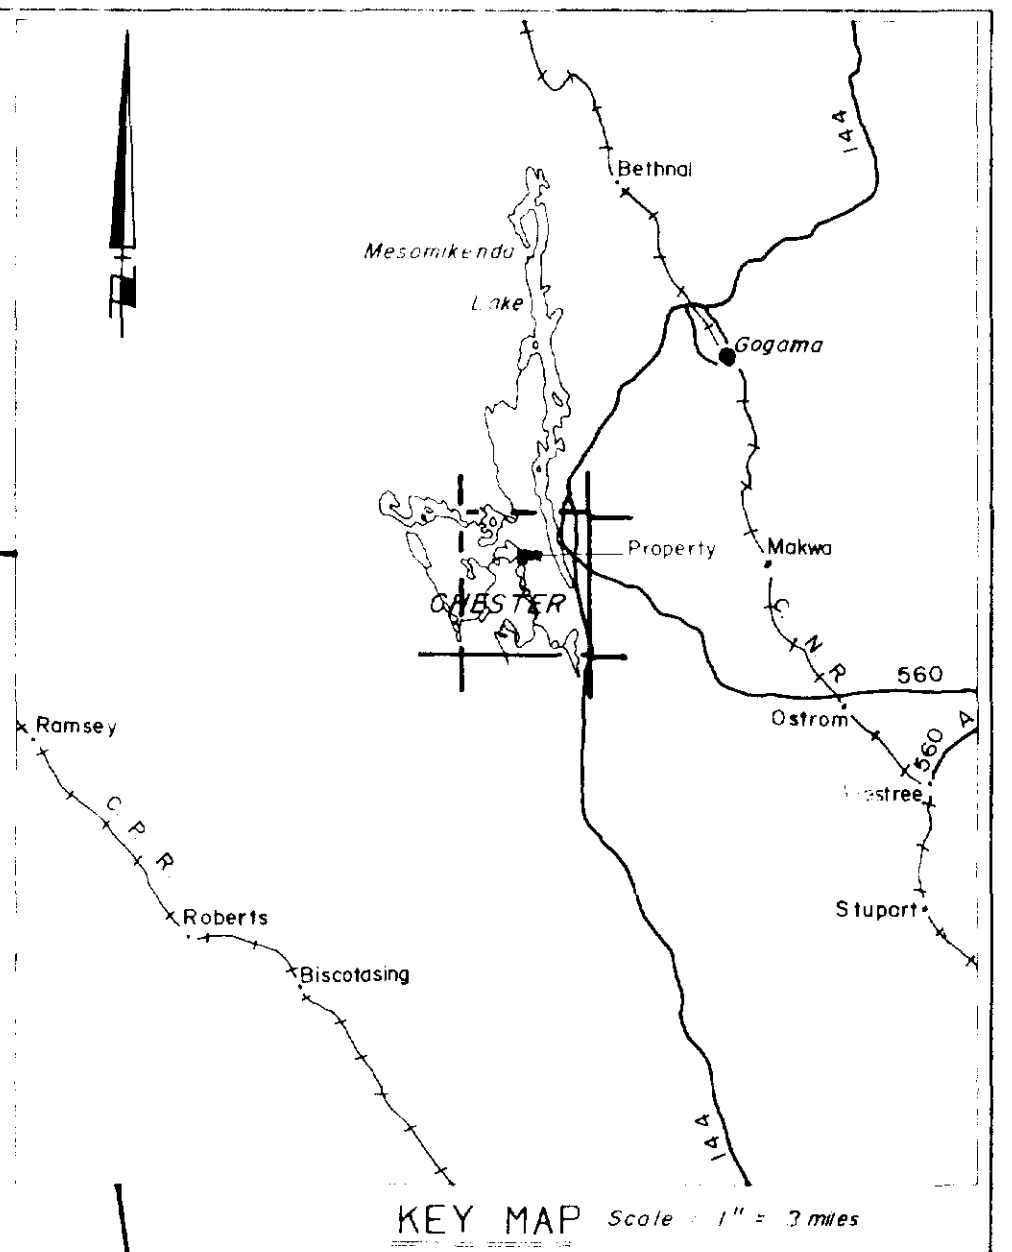 144
Bethnal
Mesomikenda
Lake
Gogama
Property
Makwa
CHESTER
C. N. R
560
Ostrom
560 A
Ramsey
C. P. R.
Stupart
Roberts
Biscotasing
144
KEY MAP Scale : 1" = 3 miles